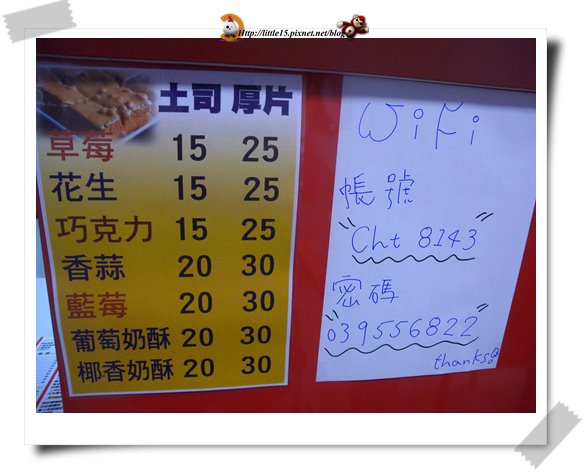 Http://little15.pixnet.net/blog
土司 厚片
草莓 15 25
花生 15 25
巧克力 15 25
香蒜 20 30
藍莓 20 30
葡萄奶酥 20 30
椰香奶酥 20 30
WiFi
帳號
"Cht 8143"
密碼
"039556822"
thanks